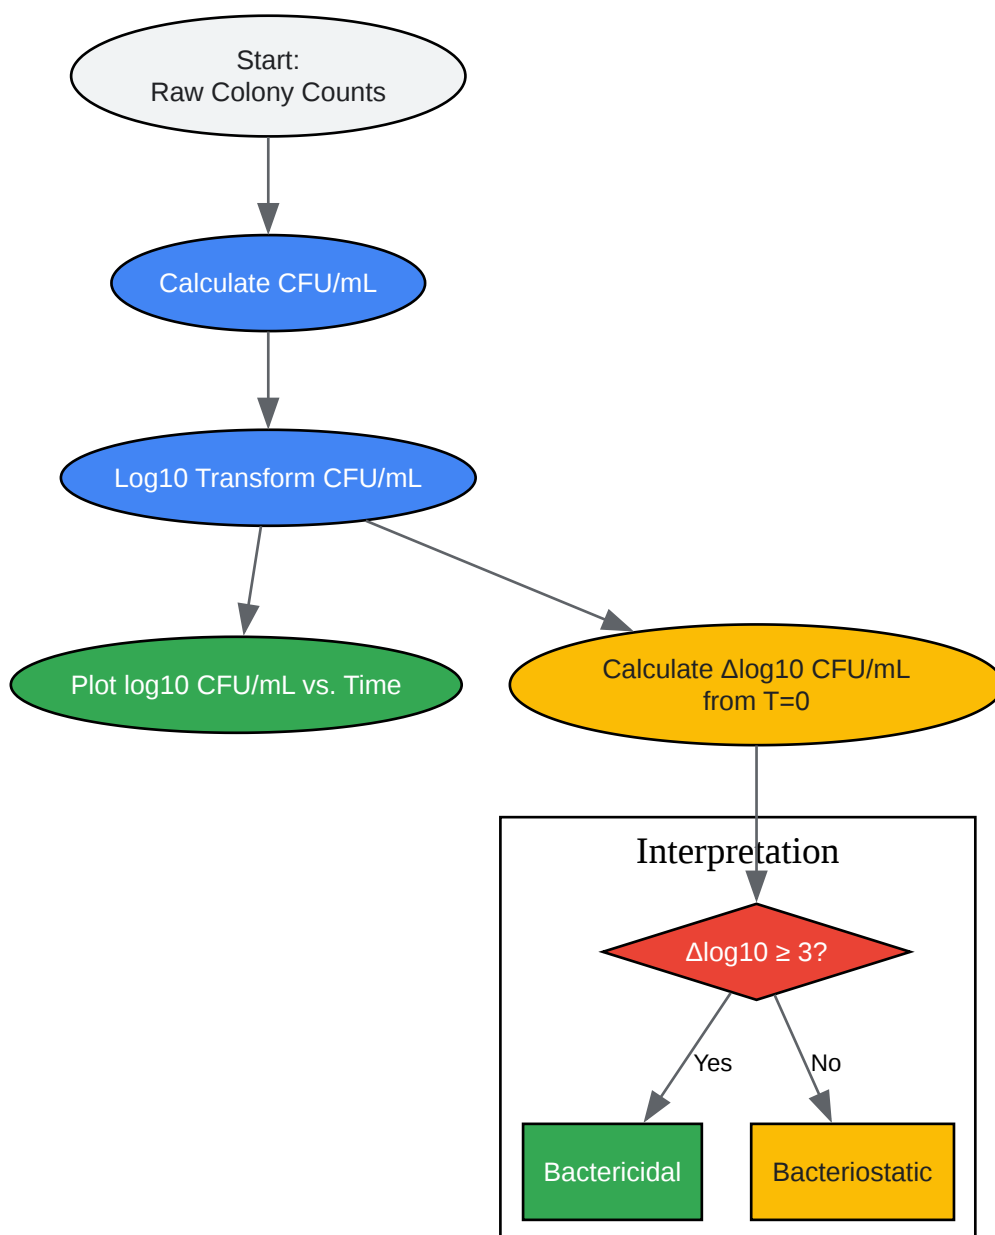 Start:
Raw Colony Counts
Calculate CFU/mL
Log10 Transform CFU/mL
Plot log10 CFU/mL vs. Time
Calculate Δlog10 CFU/mL
from T=0
Interpretation
Δlog10 ≥ 3?
Yes
No
Bactericidal
Bacteriostatic